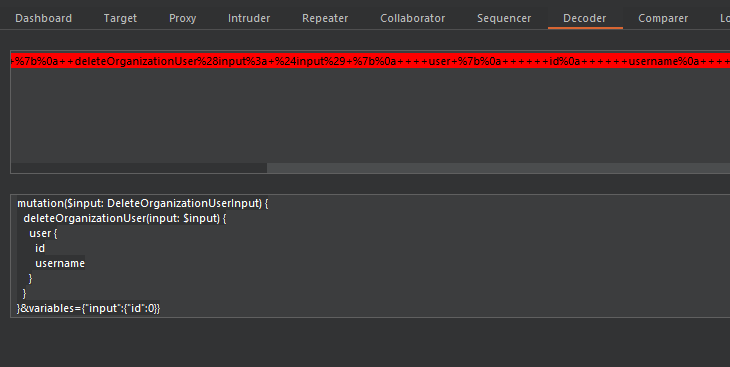 Dashboard Target Proxy Intruder Repeater Collaborator Sequencer Decoder Comparer
+%7b%0a++deleteOrganizationUser%28input%3a+%24input%29+%7b%0a++++user+%7b%0a++++++id%0a++++++username%0a++++
mutation($input: DeleteOrganizationUserInput) {
deleteOrganizationUser(input: $input) {
user {
id
username
}
}
}&variables={"input":{"id":0}}